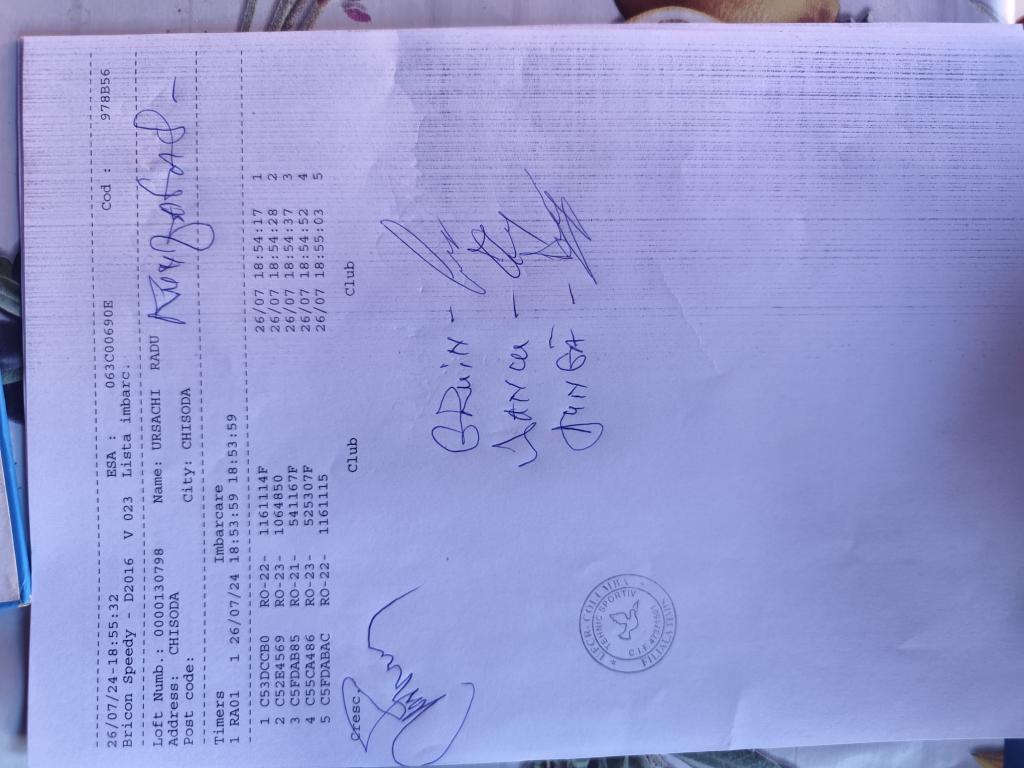 26/07/24-18:55:32 ESA : 063C00690E Cod : 978B56
Bricon Speedy - D2016 V 023 Lista imbarc.
Loft Numb.: 0000130798 Name: URSACHI RADU
Address: CHISODA
Post code: City: CHISODA
Timers Imbarcare
1 RA01 1 26/07/24 18:53:59 18:53:59
1 C53DCCB0 RO-22- 1161114F 26/07 18:54:17 1
2 C52E4569 RO-23- 1064850 26/07 18:54:28 2
3 C5FDAB85 RO-21- 541167F 26/07 18:54:37 3
4 C55CA486 RO-23- 525307F 26/07 18:54:52 4
5 C5FDABAC RO-22- 1161115 26/07 18:55:03 5
Cresc. Club Club
JANCU -
TEHNIC SPORTIV